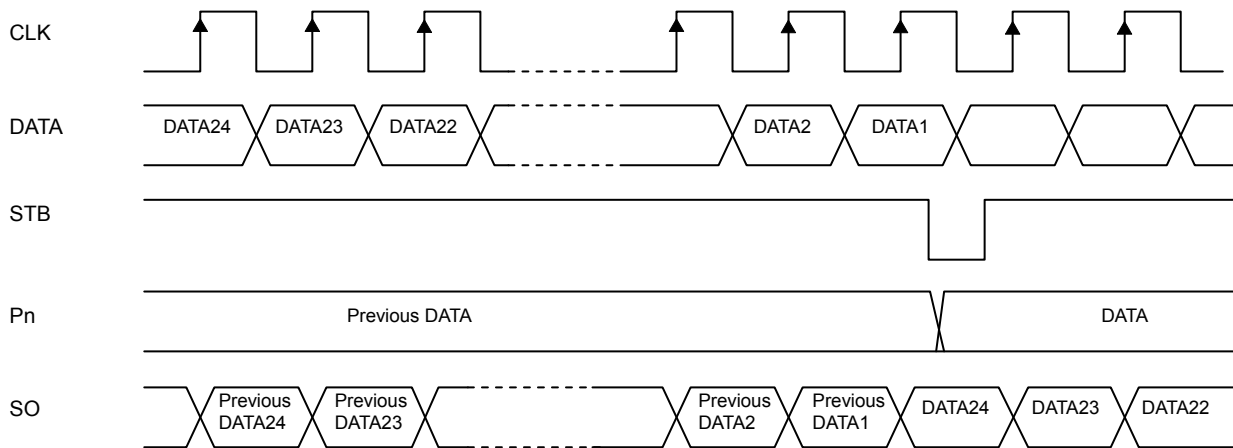 CLK
DATA
DATA24
DATA23
DATA22
DATA2
DATA1
STB
Pn
Previous DATA
DATA
SO
Previous
DATA24
Previous
DATA23
Previous
DATA2
Previous
DATA1
DATA24
DATA23
DATA22